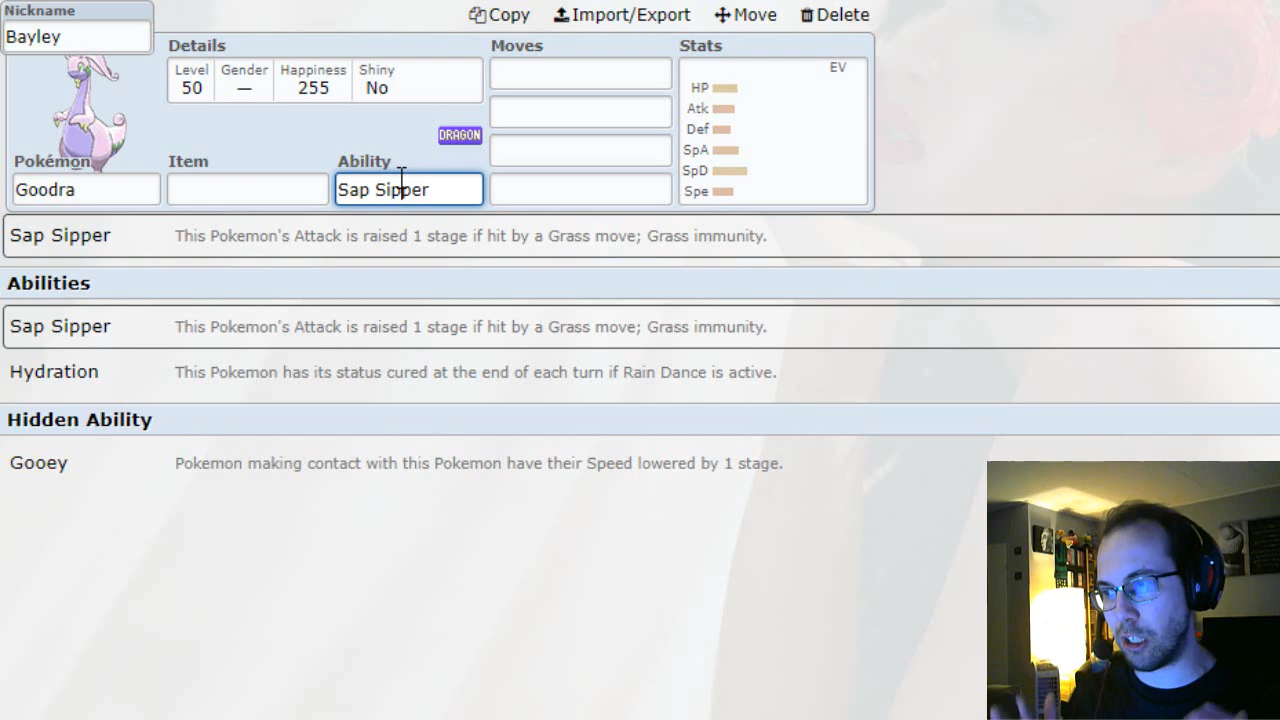 Nickname
Bayley
Copy Import/Export Move Delete
Details
Level Gender Happiness Shiny
50 — 255 No
DRAGON
Pokémon
Goodra
Item
Ability
Sap Sipper
Moves
Stats
EV
HP
Atk
Def
SpA
SpD
Spe
Sap Sipper This Pokemon's Attack is raised 1 stage if hit by a Grass move; Grass immunity.
Abilities
Sap Sipper This Pokemon's Attack is raised 1 stage if hit by a Grass move; Grass immunity.
Hydration This Pokemon has its status cured at the end of each turn if Rain Dance is active.
Hidden Ability
Gooey Pokemon making contact with this Pokemon have their Speed lowered by 1 stage.